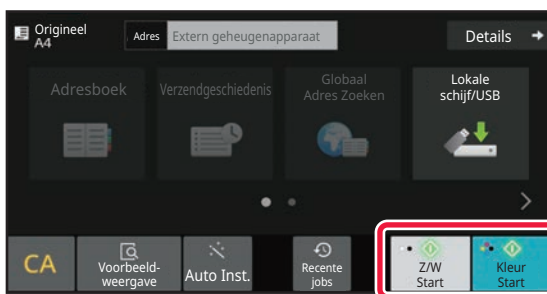 Origineel
A4
Adres
Extern geheugenapparaat
Details
Adresboek
Verzendgeschiedenis
Globaal
Adres Zoeken
Lokale
schijf/USB
CA
Voorbeeld-
weergave
Auto Inst.
Recente
jobs
Z/W
Start
Kleur
Start